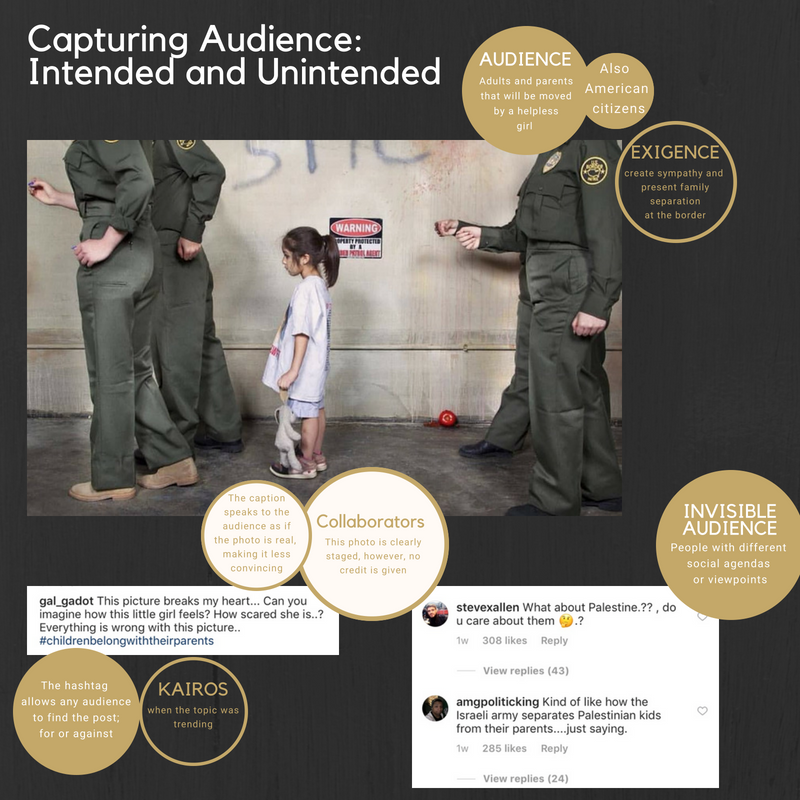 Capturing Audience:
Intended and Unintended
AUDIENCE
Adults and parents
that will be moved
by a helpless
girl
Also
American
citizens
EXIGENCE
create sympathy and
present family
separation
at the border
WARNING
PROPERTY PROTECTED
BY A
PATROL AGENT
The caption
speaks to the
audience as if
the photo is real,
making it less
convincing
Collaborators
This photo is clearly
staged, however, no
credit is given
INVISIBLE
AUDIENCE
People with different
social agendas
or viewpoints
gal_gadot This picture breaks my heart... Can you
imagine how this little girl feels? How scared she is..?
Everything is wrong with this picture..
#childrenbelongwiththeirparents
The hashtag
allows any audience
to find the post;
for or against
KAIROS
when the topic was
trending
stevexallen What about Palestine.?? , do
u care about them 🤔.?
1w 308 likes Reply
View replies (43)
amgpoliticking Kind of like how the
Israeli army separates Palestinian kids
from their parents....just saying.
1w 285 likes Reply
View replies (24)